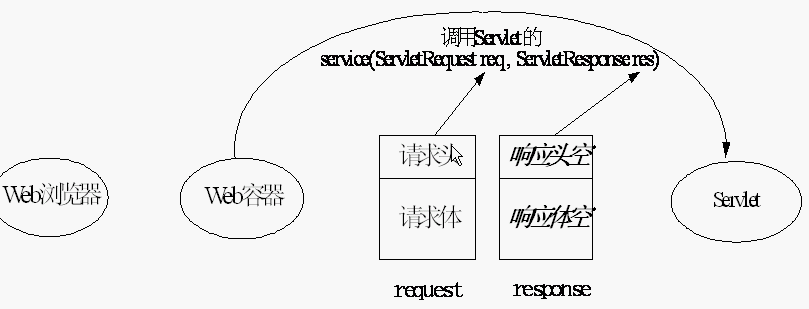 调用Servlet的
service(ServletRequest req, ServletResponse res)
请求头
响应头空
Web浏览器
Web容器
请求体
响应体空
Servlet
request
response